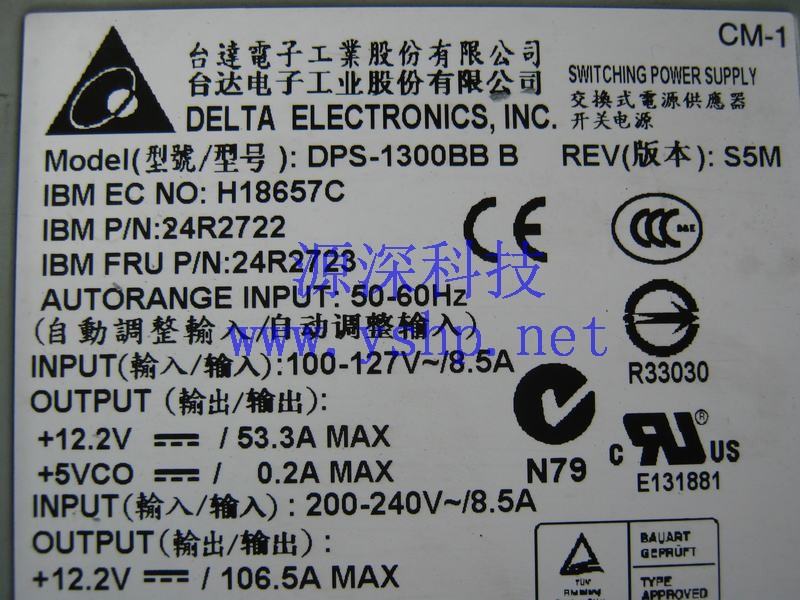 CM-1
台達電子工業股份有限公司
台达电子工业股份有限公司
DELTA ELECTRONICS, INC.
SWITCHING POWER SUPPLY
交換式電源供應器
开关电源
Model(型號/型号): DPS-1300BB B
REV(版本): S5M
IBM EC NO: H18657C
IBM P/N:24R2722
IBM FRU P/N:24R2723
源深科技
www.yshp.net
AUTORANGE INPUT: 50-60Hz
(自動調整輸入/自动调整输入)
INPUT(輸入/输入):100-127V~/8.5A
OUTPUT (輸出/输出):
+12.2V ⎓ / 53.3A MAX
+5VCO ⎓ / 0.2A MAX
INPUT(輸入/输入) : 200-240V~/8.5A
OUTPUT(輸出/输出) :
+12.2V ⎓ / 106.5A MAX
CE
CCC
S&E
R33030
N79
C RU US
®
E131881
TÜV
BAUART
GEPRÜFT
TYPE
APPROVED